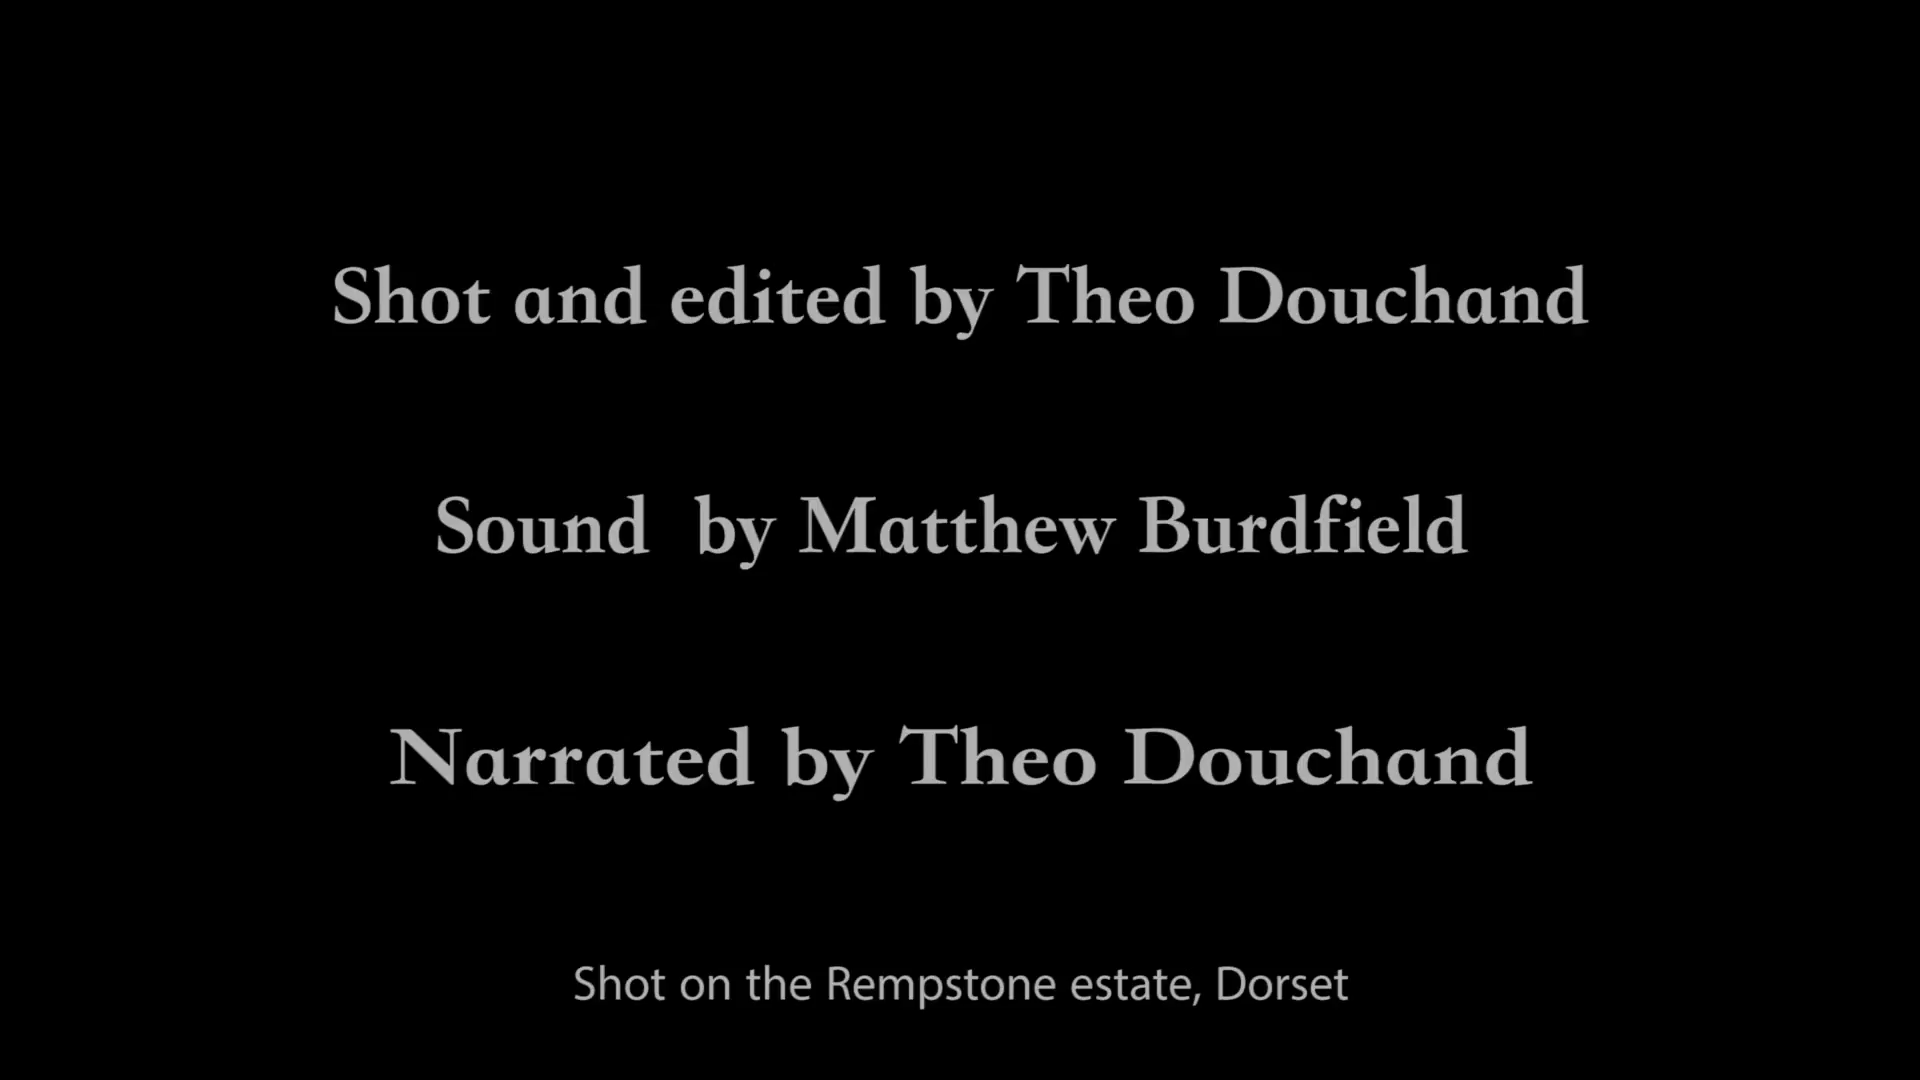 Shot and edited by Theo Douchand
Sound  by Matthew Burdfield
Narrated by Theo Douchand
Shot on the Rempstone estate, Dorset